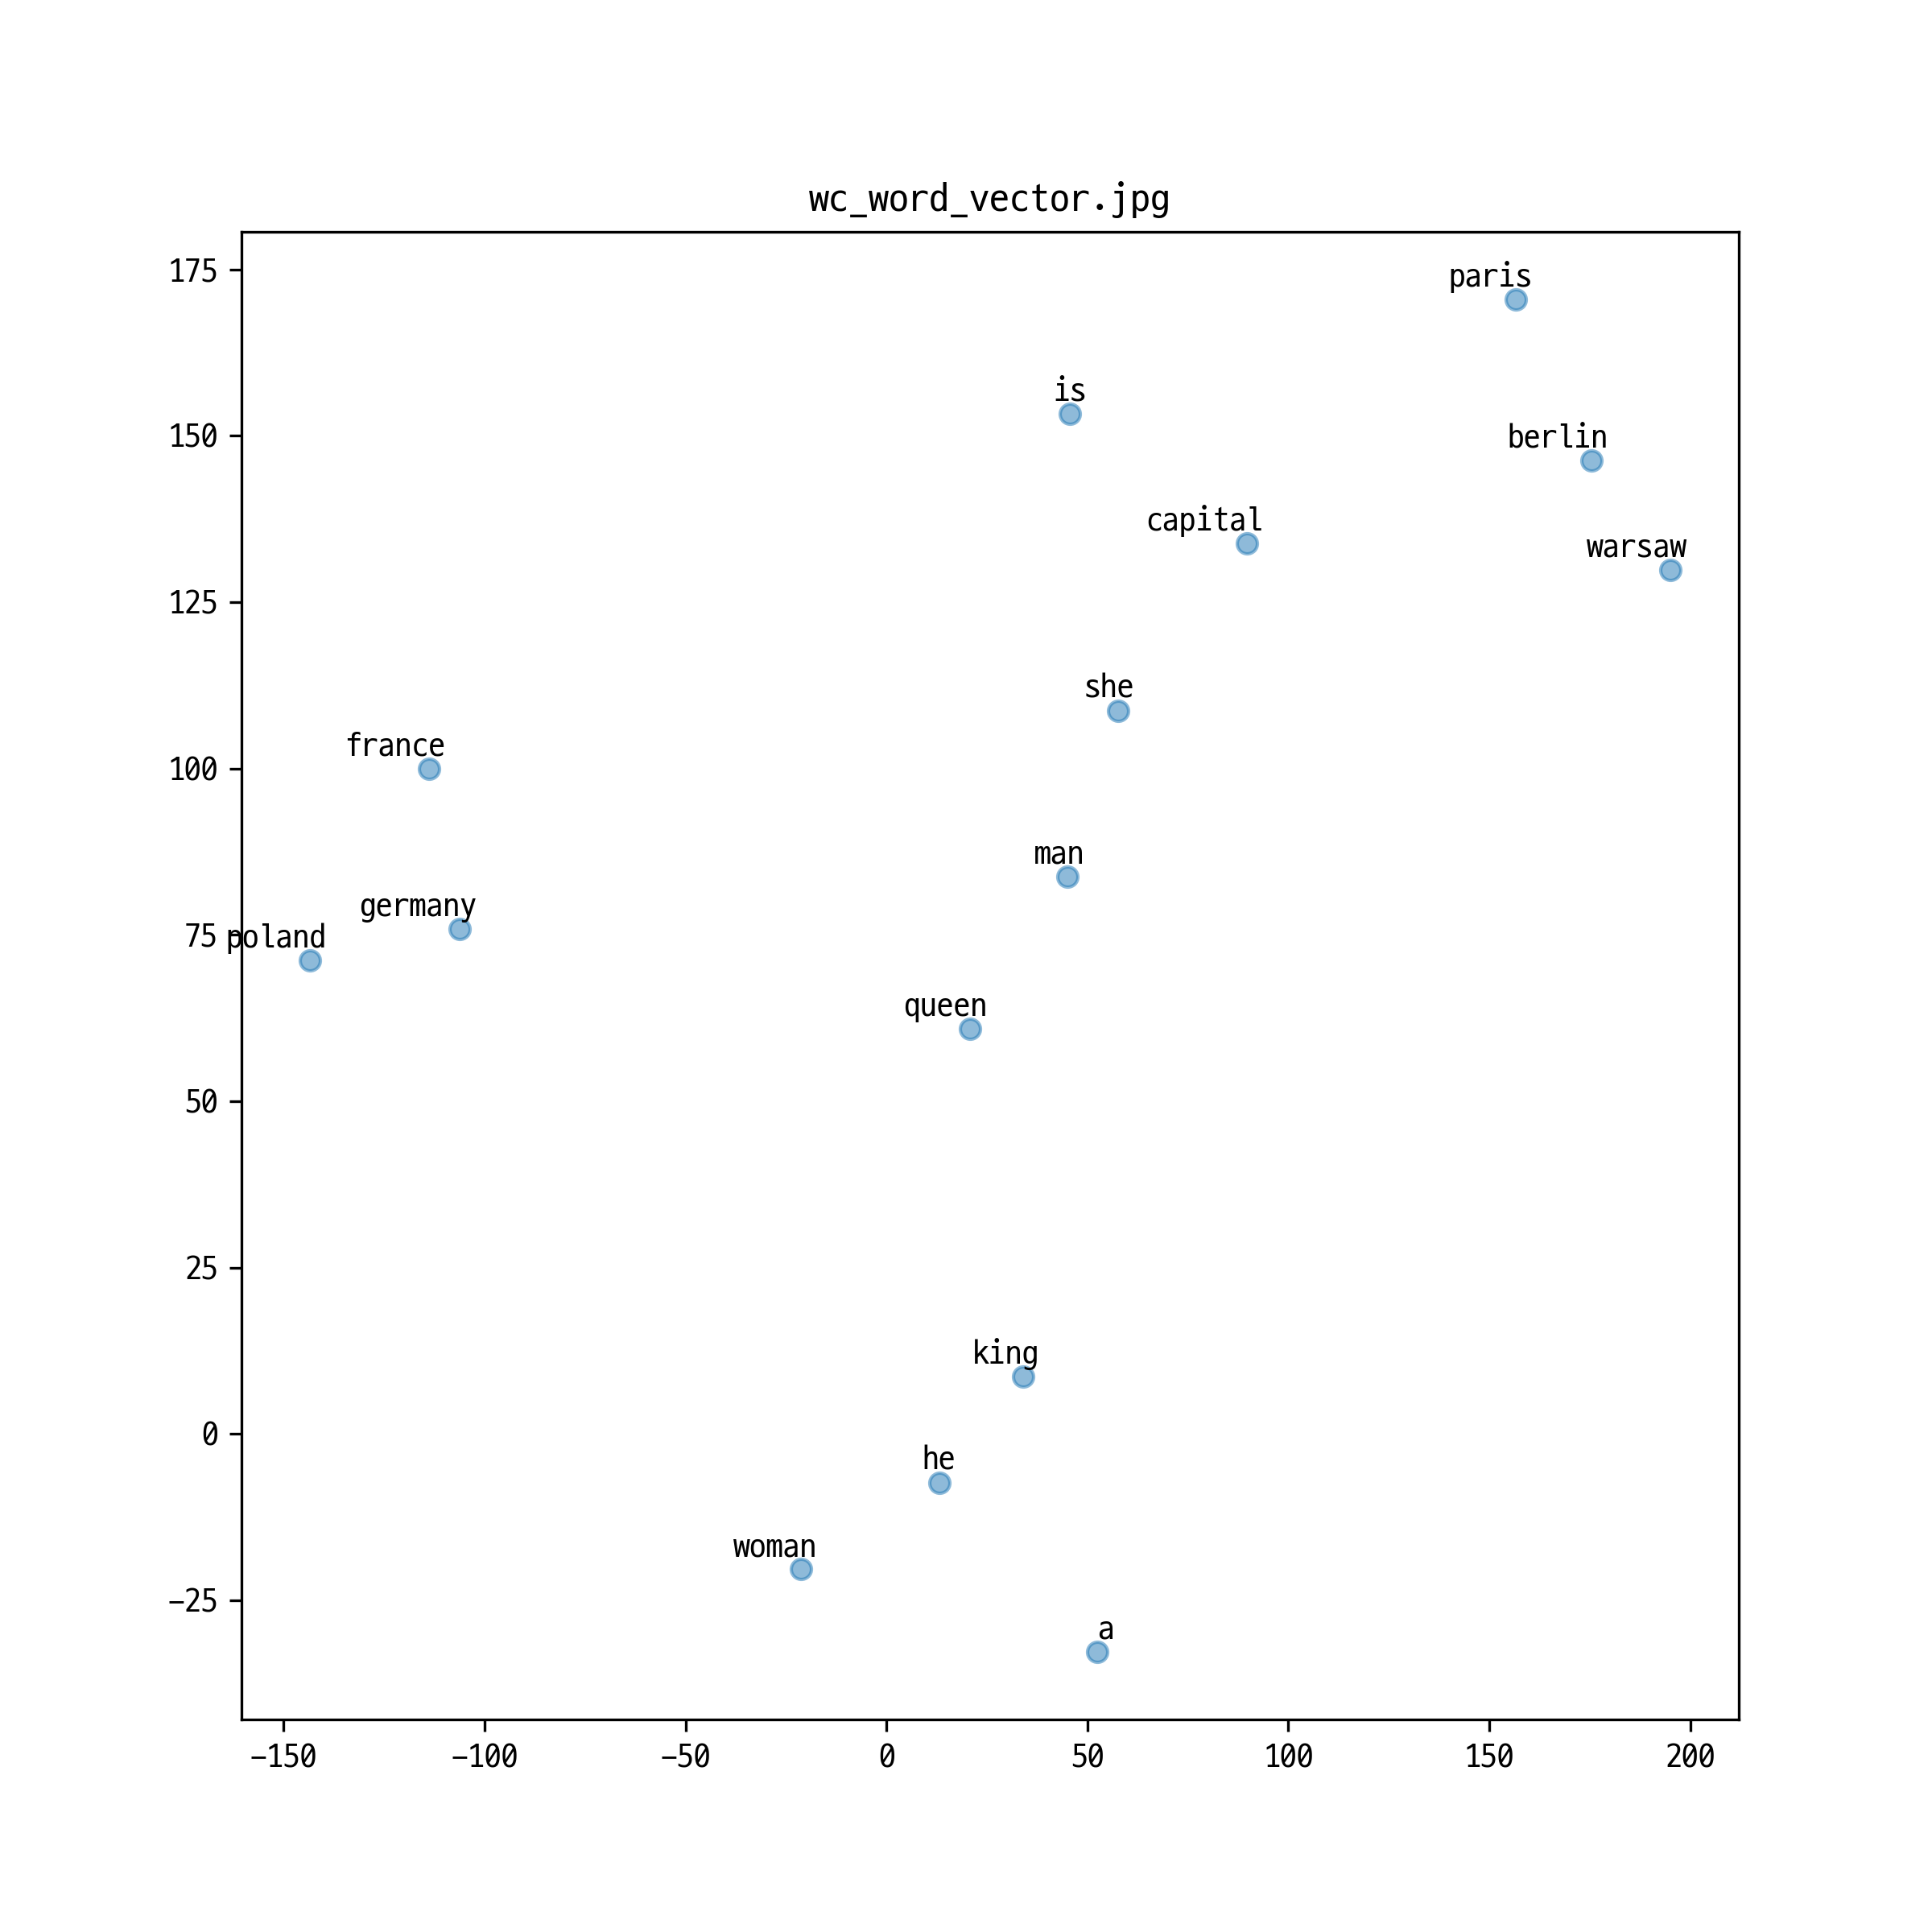 wc_word_vector.jpg
175
paris
is
150
berlin
capital
warsaw
125
she
france
100
man
germany
75
poland
queen
50
25
king
0
he
woman
−25
a
−150
−100
−50
0
50
100
150
200